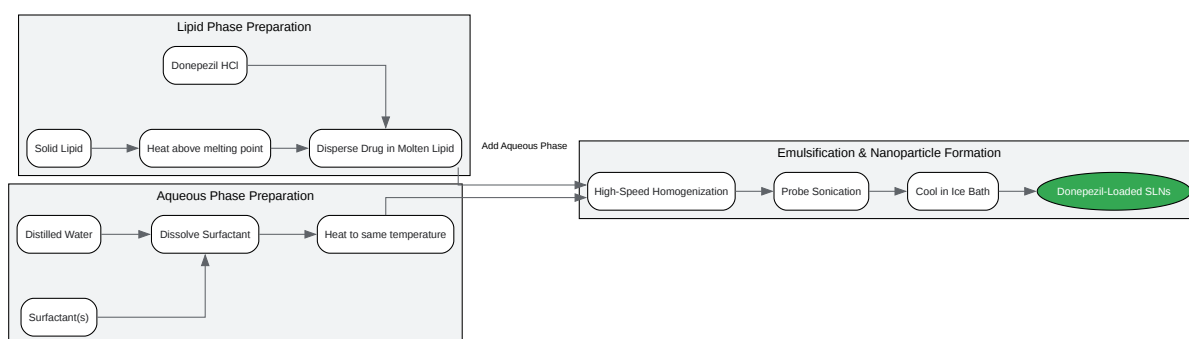 Lipid Phase Preparation
Donepezil HCl
Solid Lipid
Heat above melting point
Disperse Drug in Molten Lipid
Add Aqueous Phase
Emulsification & Nanoparticle Formation
High-Speed Homogenization
Probe Sonication
Cool in Ice Bath
Donepezil-Loaded SLNs
Aqueous Phase Preparation
Distilled Water
Dissolve Surfactant
Heat to same temperature
Surfactant(s)